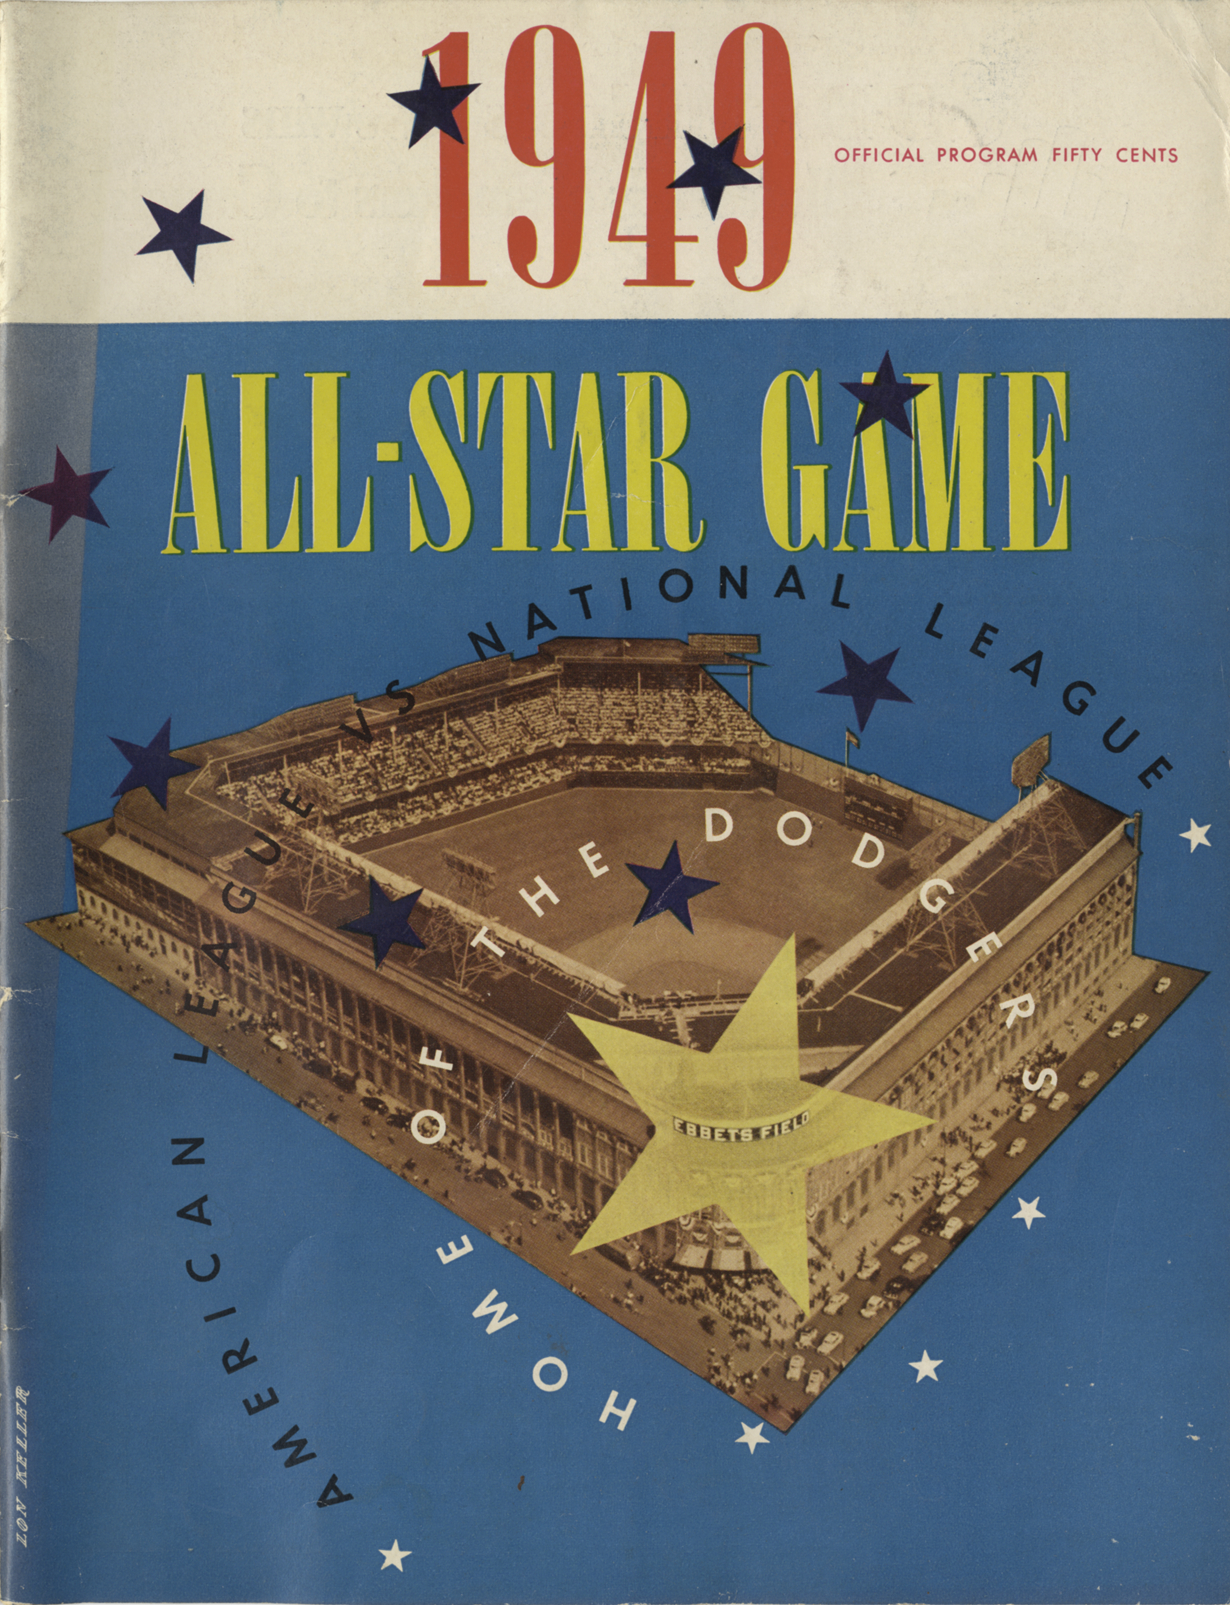 1949
OFFICIAL PROGRAM FIFTY CENTS
ALL-STAR GAME
AMERICAN LEAGUE VS NATIONAL LEAGUE
HOME OF THE DODGERS
EBBETS FIELD
LON KELLER